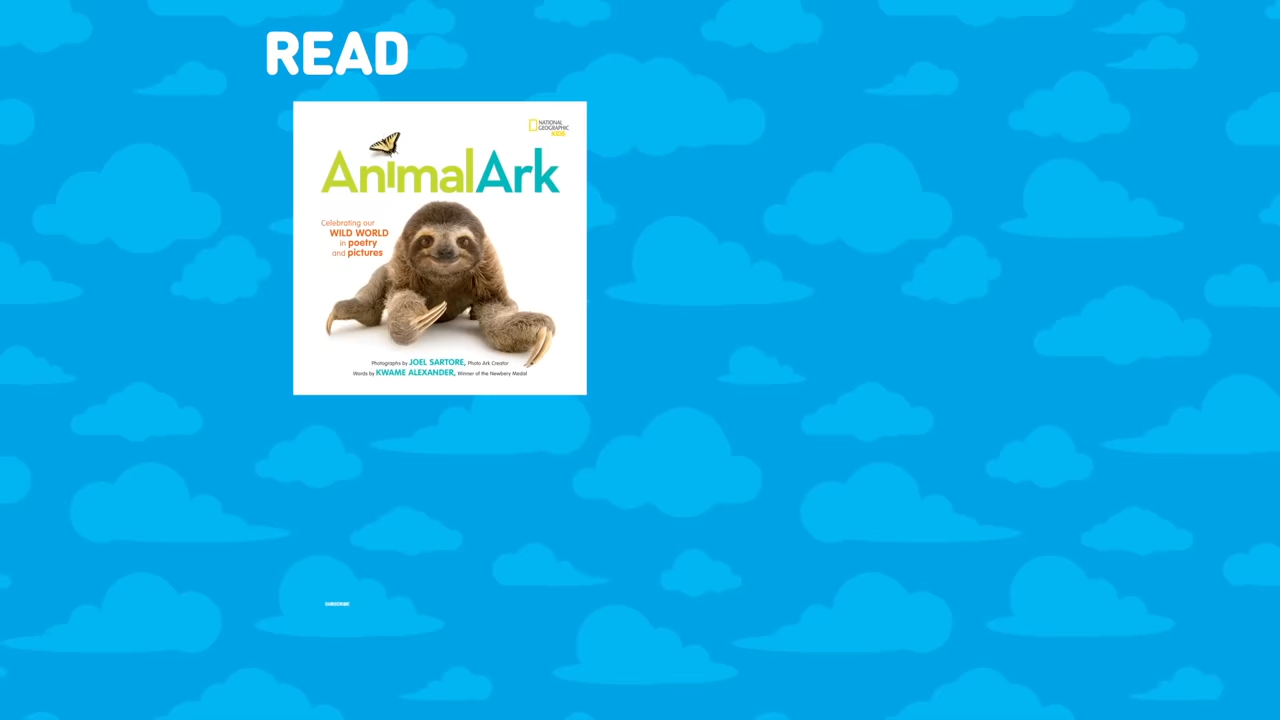 READ
NATIONAL
GEOGRAPHIC
KiDS
AnimalArk
Celebrating our
WILD WORLD
in poetry
and pictures
Photographs by JOEL SARTORE, Photo Ark Creator
Words by KWAME ALEXANDER, Winner of the Newbery Medal
SUBSCRIBE